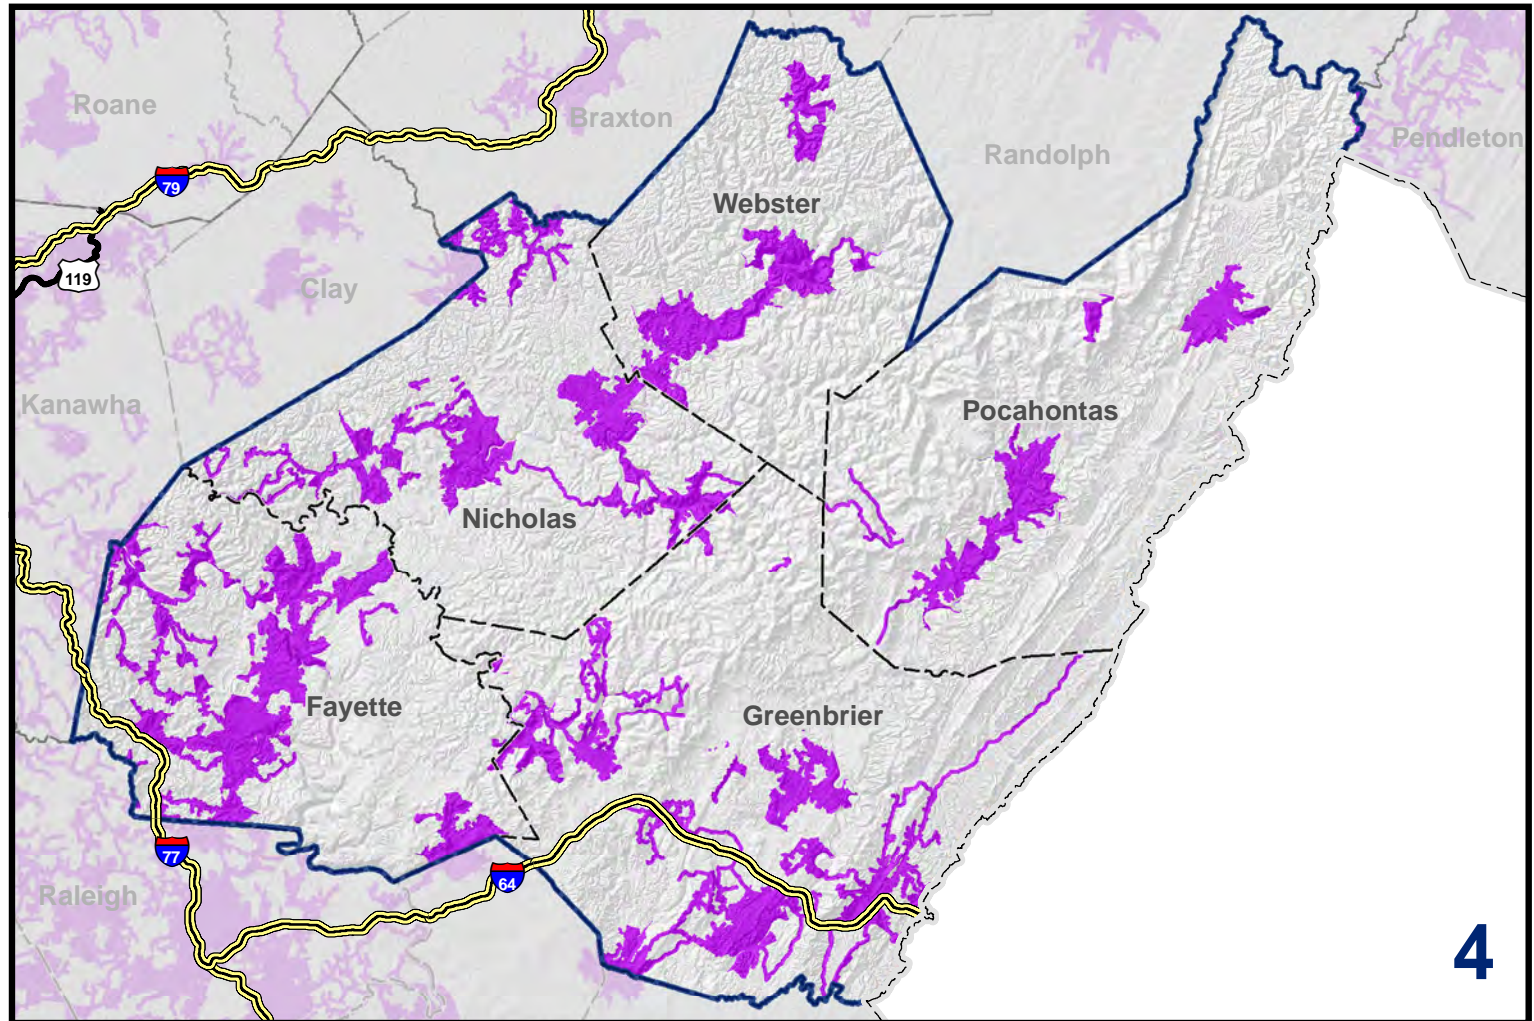 Roane
Braxton
Randolph
Pendleton
79
Webster
119
Clay
Kanawha
Pocahontas
Nicholas
Fayette
Greenbrier
77
64
Raleigh
4